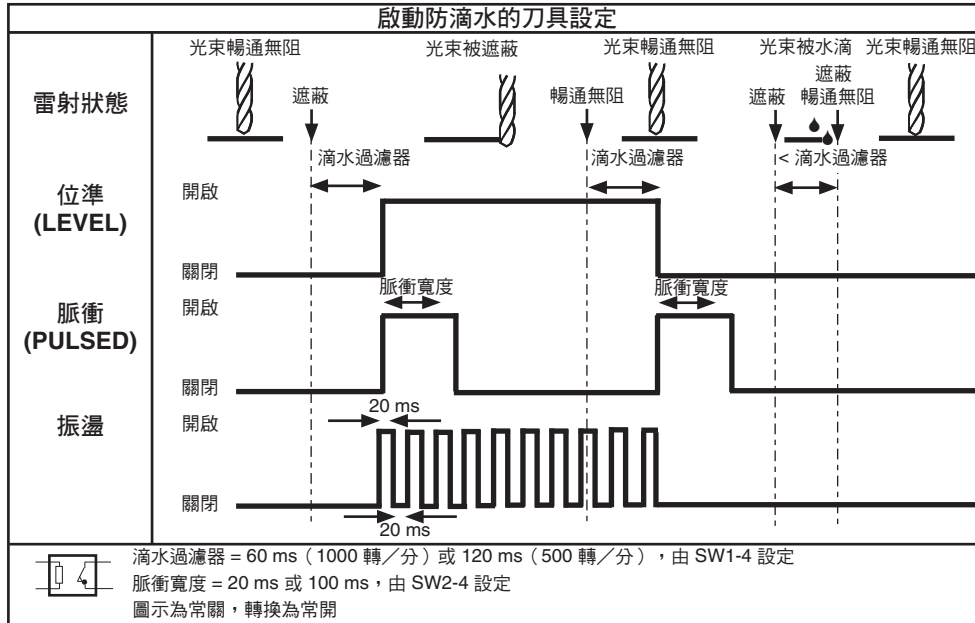 啟動防滴水的刀具設定
光束暢通無阻
光束被遮蔽
光束暢通無阻
光束被水滴
遮蔽
光束暢通無阻
雷射狀態
遮蔽
暢通無阻
遮蔽
暢通無阻
滴水過濾器
滴水過濾器
< 滴水過濾器
位準
(LEVEL)
開啟
關閉
脈衝
(PULSED)
開啟
脈衝寬度
脈衝寬度
關閉
振盪
開啟
20 ms
關閉
20 ms
滴水過濾器 = 60 ms（1000 轉／分）或 120 ms（500 轉／分），由 SW1-4 設定
脈衝寬度 = 20 ms 或 100 ms，由 SW2-4 設定
圖示為常關，轉換為常開